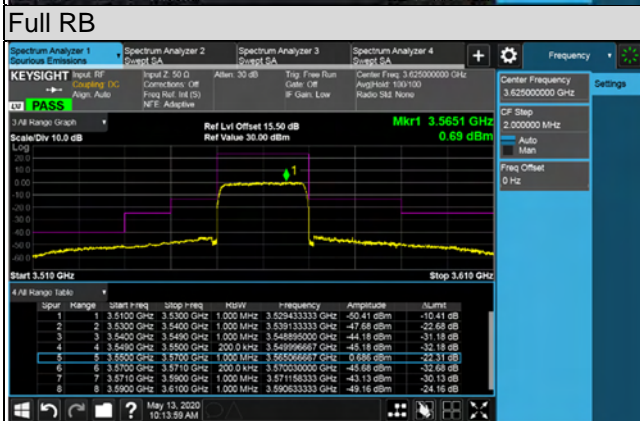 Full RB
Spectrum Analyzer 1
Spurious Emissions
Spectrum Analyzer 2
Swept SA
Spectrum Analyzer 3
Swept SA
Spectrum Analyzer 4
Swept SA
+
Frequency
KEYSIGHT
Input: RF
Coupling: DC
Align: Auto
Input Z: 50 Ω
Corrections: Off
Freq Ref: Int (S)
NFE: Adaptive
Atten: 30 dB
Trig: Free Run
Gate: Off
IF Gain: Low
Center Freq: 3.625000000 GHz
Avg|Hold: 100/100
Radio Std: None
PASS
Center Frequency
3.625000000 GHz
Settings
CF Step
2.000000 MHz
Auto
Man
Freq Offset
0 Hz
3 All Range Graph
Scale/Div 10.0 dB
Ref Lvl Offset 15.50 dB
Ref Value 30.00 dBm
Mkr1 3.5651 GHz
0.69 dBm
Log
20.0
10.0
0.00
-10.0
-20.0
-30.0
-40.0
-50.0
-60.0
1
Start 3.510 GHz
Stop 3.610 GHz
4 All Range Table
Spur Range Start Freq Stop Freq RBW Frequency Amplitude ΔLimit
1 1 3.5100 GHz 3.5300 GHz 1.000 MHz 3.529433333 GHz -50.41 dBm -10.41 dB
2 2 3.5300 GHz 3.5400 GHz 1.000 MHz 3.539133333 GHz -47.68 dBm -22.68 dB
3 3 3.5400 GHz 3.5490 GHz 1.000 MHz 3.548895000 GHz -44.18 dBm -31.18 dB
4 4 3.5490 GHz 3.5500 GHz 200.0 kHz 3.549996667 GHz -45.18 dBm -32.18 dB
5 5 3.5500 GHz 3.5700 GHz 1.000 MHz 3.565066667 GHz 0.686 dBm -22.31 dB
6 6 3.5700 GHz 3.5710 GHz 200.0 kHz 3.570030000 GHz -45.68 dBm -32.68 dB
7 7 3.5710 GHz 3.5900 GHz 1.000 MHz 3.571158333 GHz -43.13 dBm -30.13 dB
8 8 3.5900 GHz 3.6100 GHz 1.000 MHz 3.590633333 GHz -49.16 dBm -24.16 dB
?
May 13, 2020
10:13:59 AM